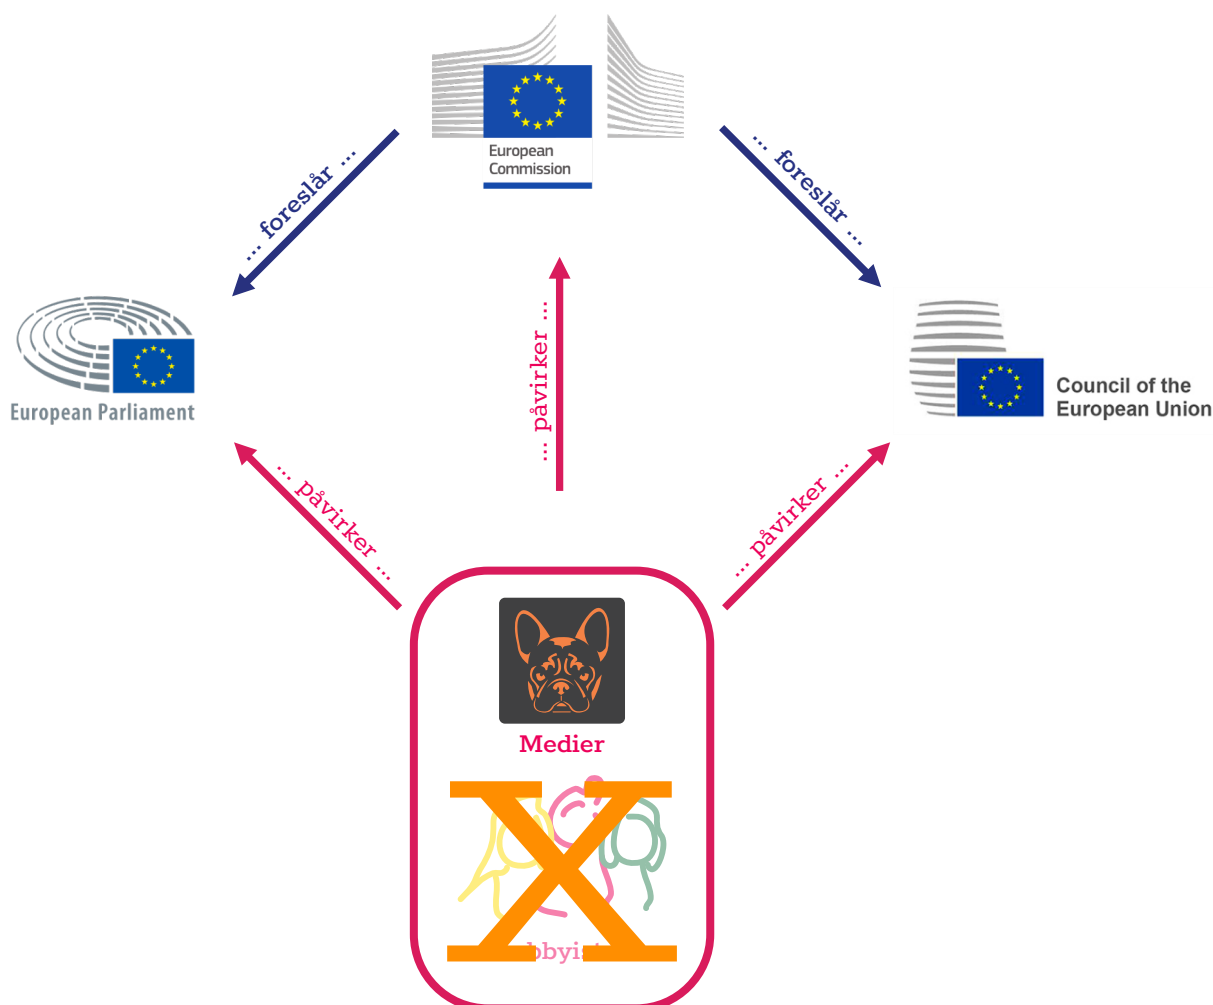 European
Commission
... foreslår ...
... foreslår ...
European Parliament
Council of the
European Union
... påvirker ...
... påvirker ...
... påvirker ...
Medier
X